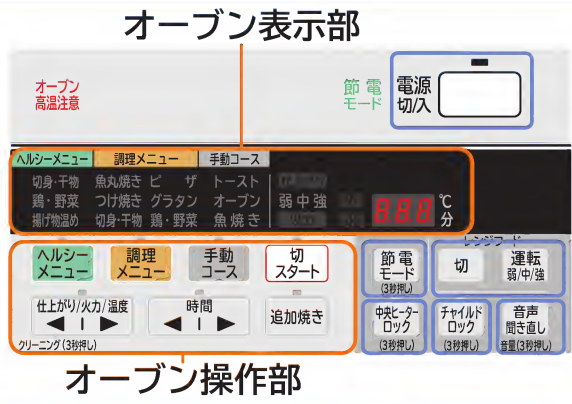 オーブン表示部
オーブン
高温注意
節電
モード
電源
切/入
ヘルシーメニュー 調理メニュー 手動コース
切身・干物 魚丸焼き ピザ トースト
鶏・野菜 つけ焼き グラタン オーブン 弱 中 強
揚げ物温め 切身・干物 鶏・野菜 魚焼き
888
℃
分
レンジフード
ヘルシー
メニュー
調理
メニュー
手動
コース
切
スタート
節電
モード
(3秒押し)
切
運転
弱/中/強
仕上がり/火力/温度
◀ I ▶
時間
◀ I ▶
追加焼き
クリーニング(3秒押し)
中央ヒーター
ロック
(3秒押し)
チャイルド
ロック
(3秒押し)
音声
聞き直し
音量(3秒押し)
オーブン操作部